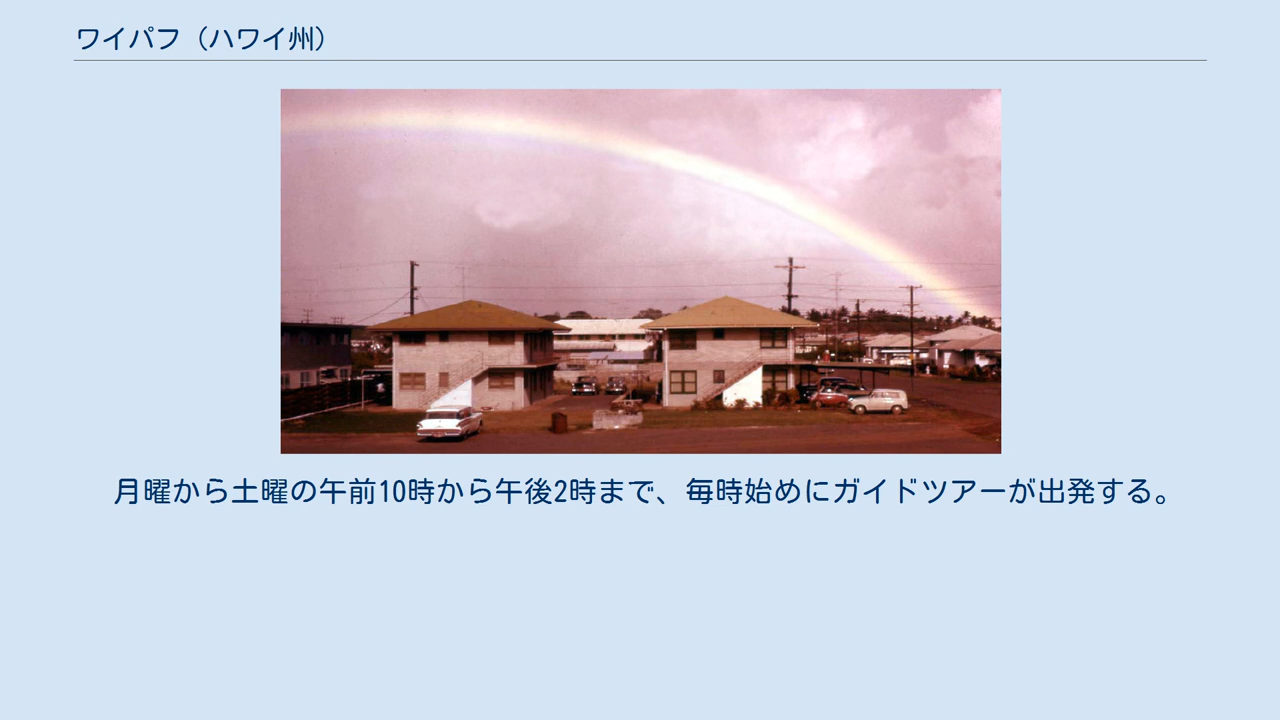 ワイパフ（ハワイ州）
月曜から土曜の午前10時から午後2時まで、毎時始めにガイドツアーが出発する。